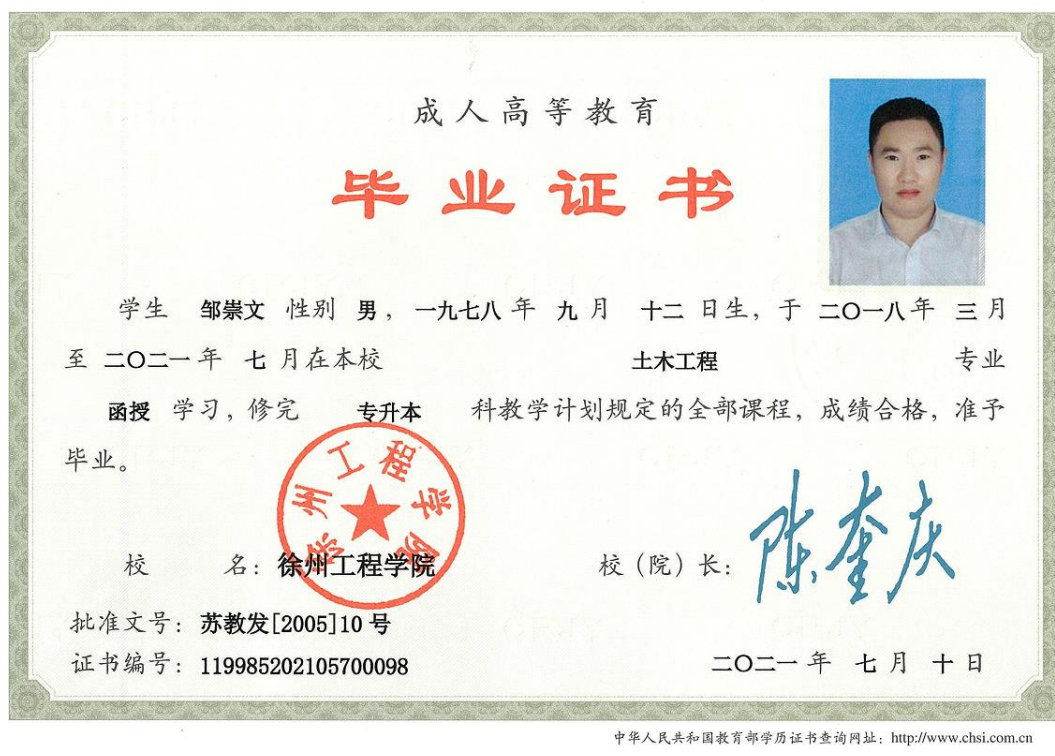 成人高等教育
毕业证书
学生 邹崇文 性别 男，一九七八年 九月 十二日生，于 二〇一八年 三月
至 二〇二一年 七月在本校 土木工程 专业
函授 学习，修完 专升本 科教学计划规定的全部课程，成绩合格，准予
毕业。
徐州工程学院
校 名：徐州工程学院 校（院）长：陈奎庆
批准文号：苏教发[2005]10号
证书编号：119985202105700098 二〇二一年 七月 十日
中华人民共和国教育部学历证书查询网址：http://www.chsi.com.cn